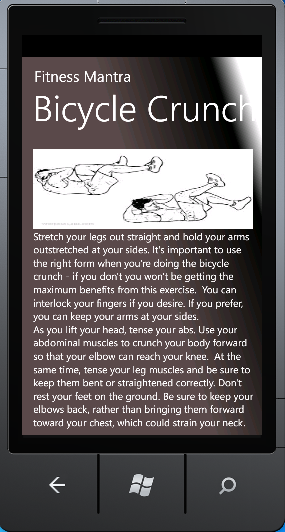 Fitness Mantra
Bicycle Crunch
Stretch your legs out straight and hold your arms
outstretched at your sides. It's important to use
the right form when you're doing the bicycle
crunch - if you don't you won't be getting the
maximum benefits from this exercise.  You can
interlock your fingers if you desire. If you prefer,
you can keep your arms at your sides.
As you lift your head, tense your abs. Use your
abdominal muscles to crunch your body forward
so that your elbow can reach your knee.  At the
same time, tense your leg muscles and be sure to
keep them bent or straightened correctly. Don't
rest your feet on the ground. Be sure to keep your
elbows back, rather than bringing them forward
toward your chest, which could strain your neck.